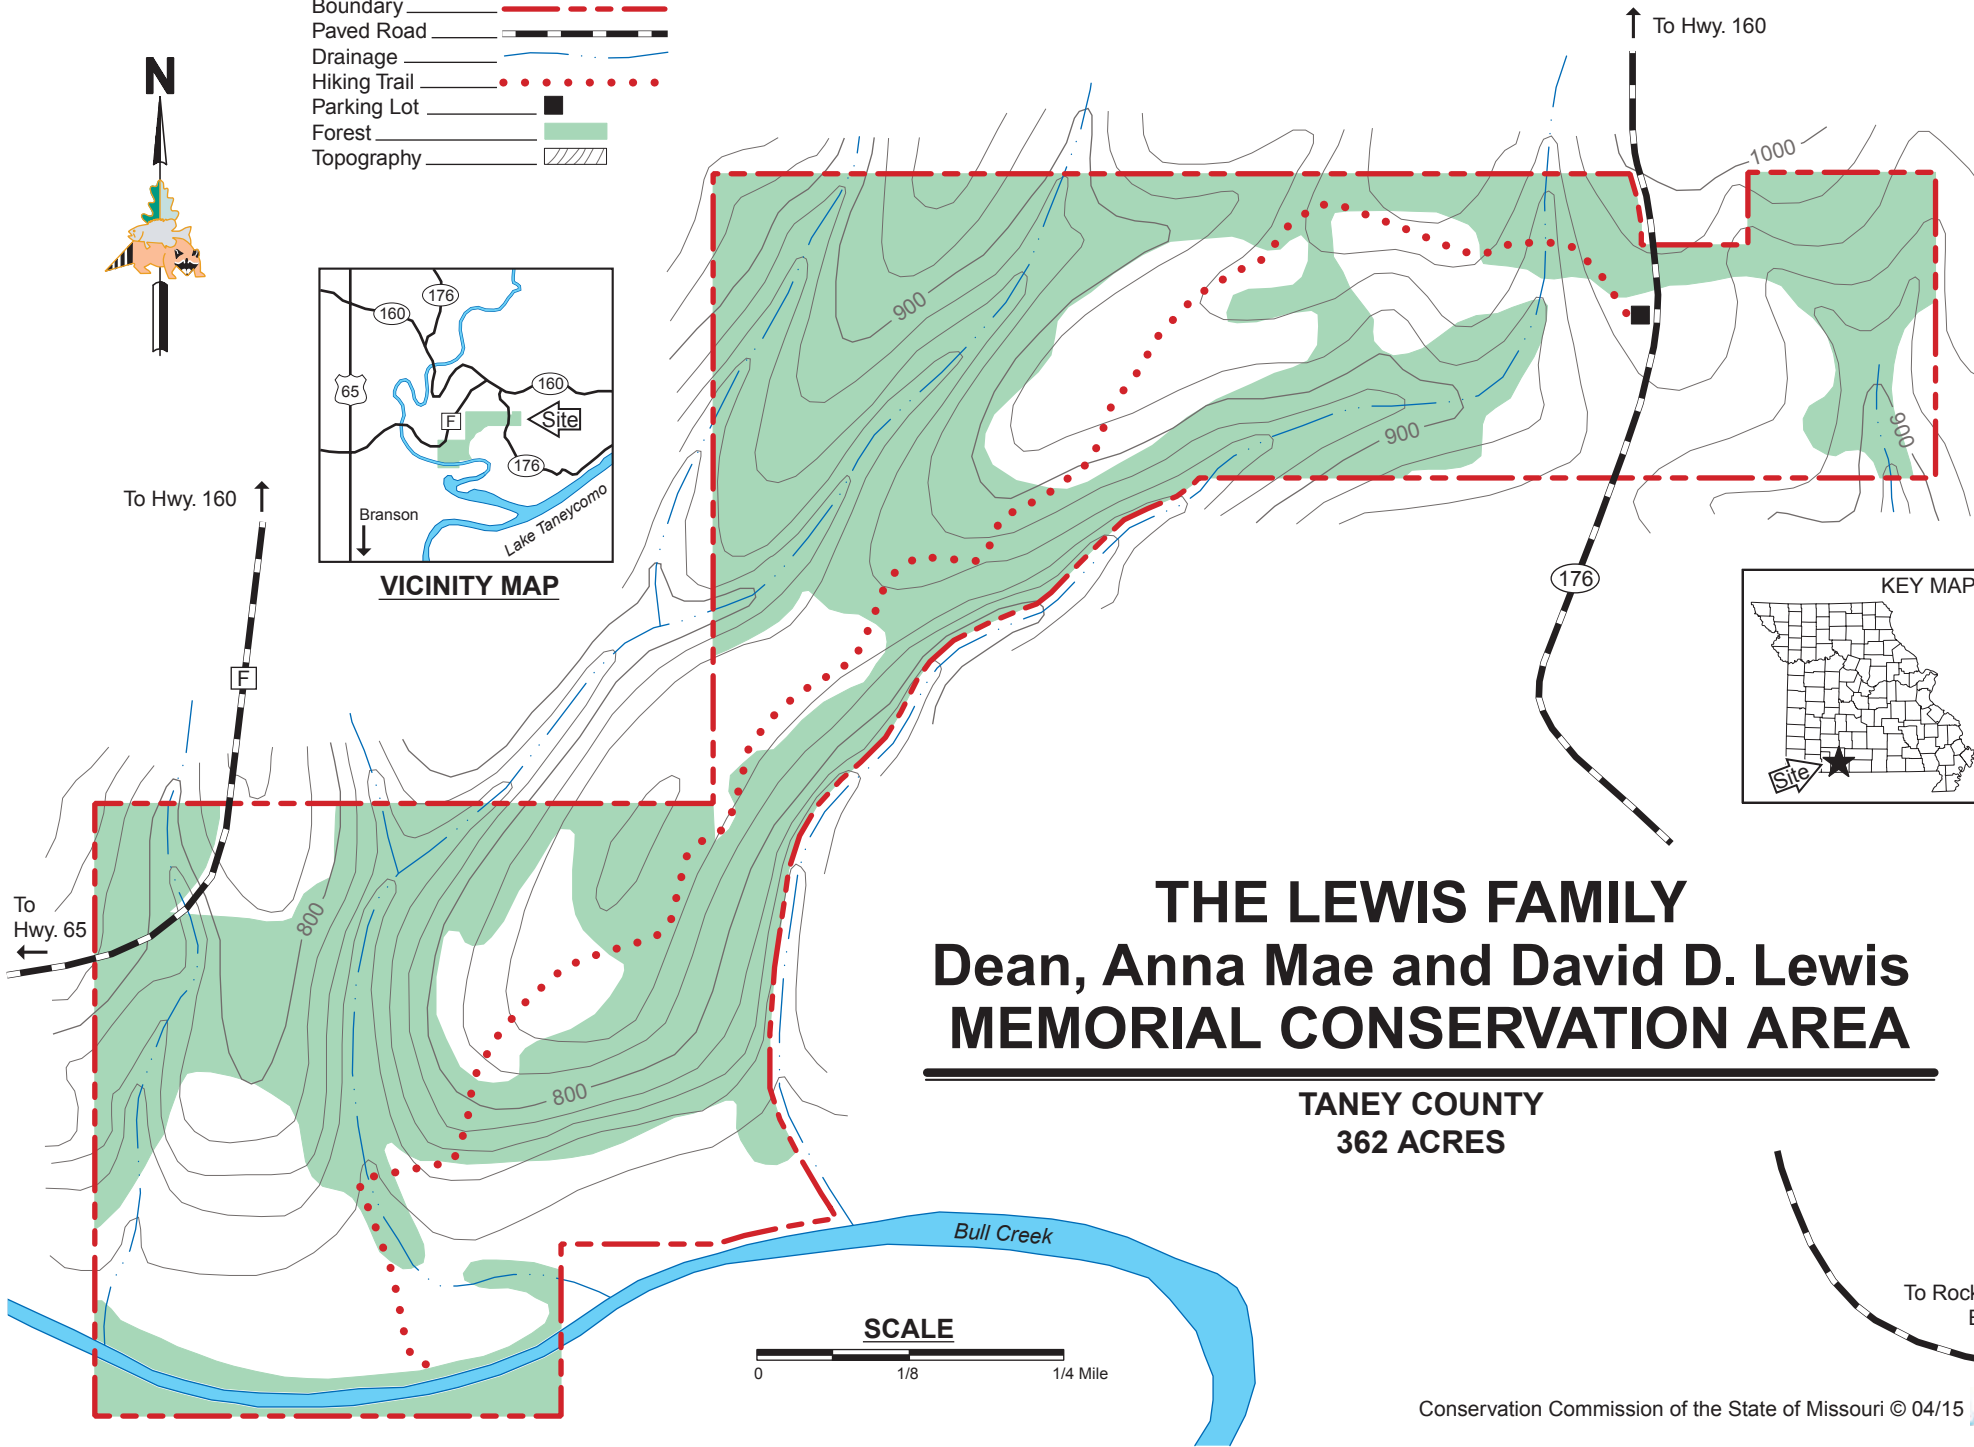 Boundary
Paved Road
Drainage
Hiking Trail
Parking Lot
Forest
Topography
N
To Hwy. 160
1000
900
900
900
176
160
160
65
F
Site
176
Branson
Lake Taneycomo
VICINITY MAP
To Hwy. 160
F
To
Hwy. 65
800
800
176
KEY MAP
Site
THE LEWIS FAMILY
Dean, Anna Mae and David D. Lewis
MEMORIAL CONSERVATION AREA
TANEY COUNTY
362 ACRES
Bull Creek
SCALE
0 1/8 1/4 Mile
To
Conservation Commission of the State of Missouri © 04/15